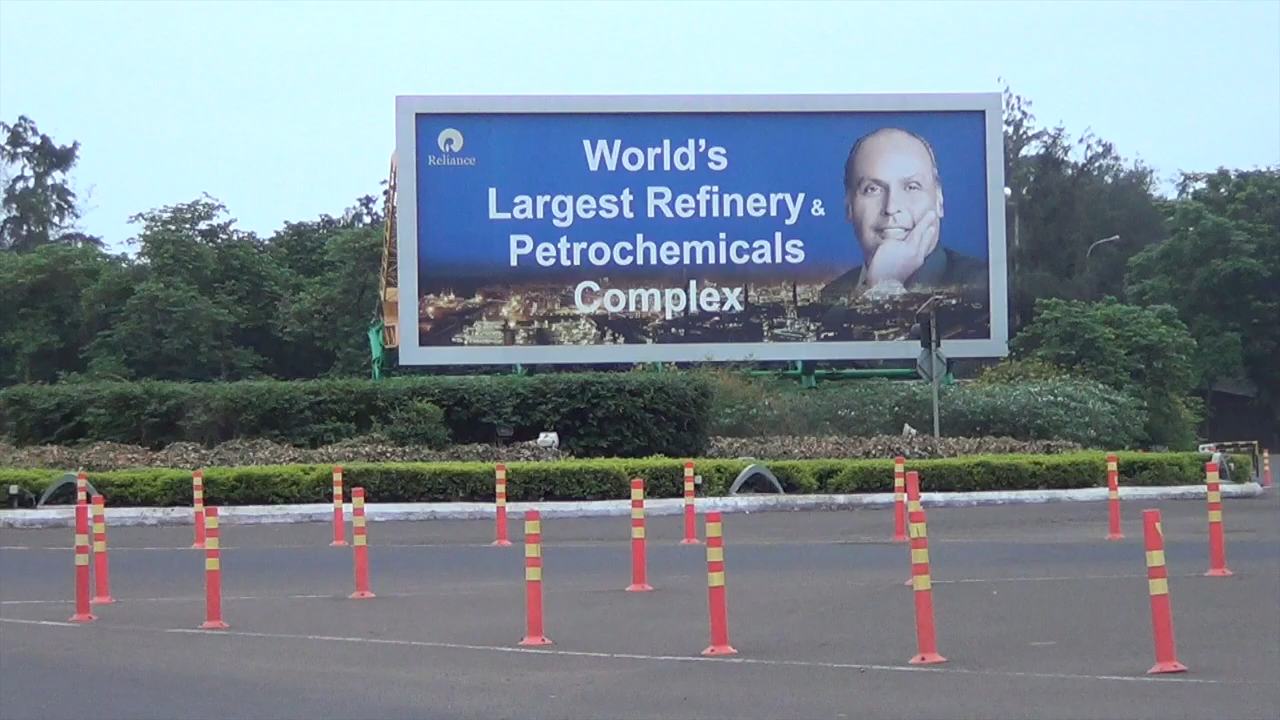 Reliance
World's
Largest Refinery &
Petrochemicals
Complex